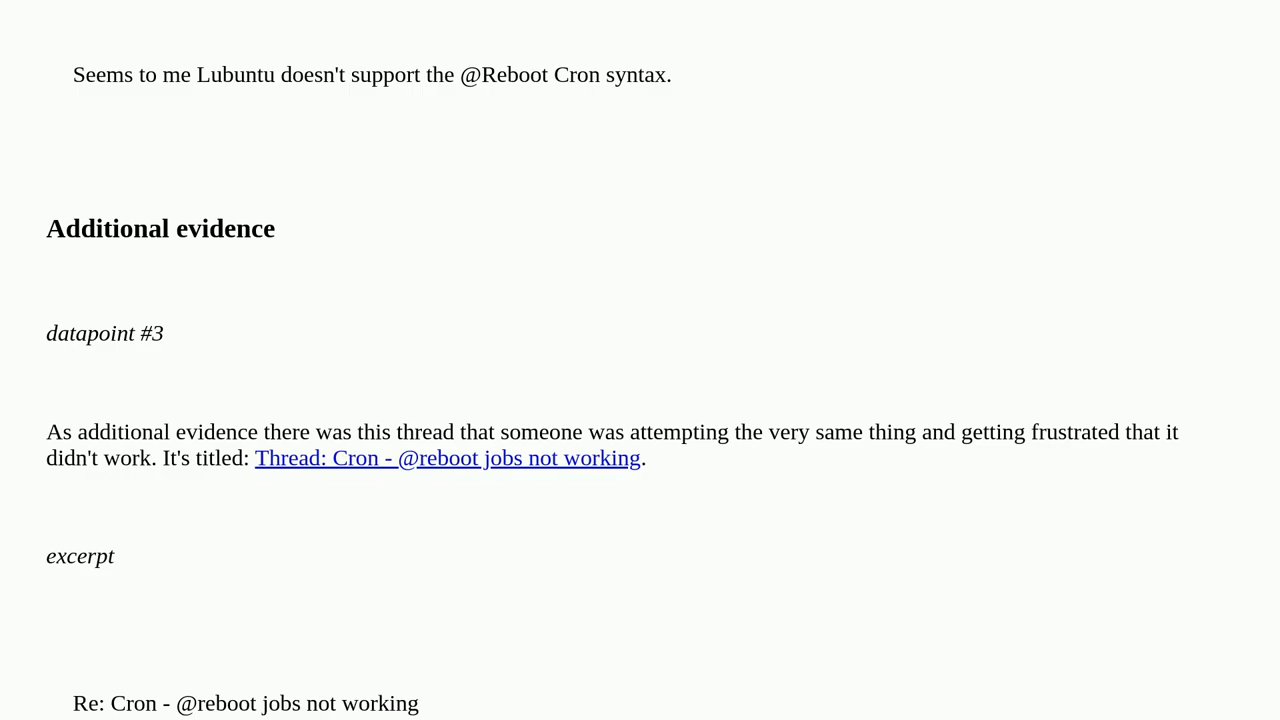 Seems to me Lubuntu doesn't support the @Reboot Cron syntax.
Additional evidence
datapoint #3
As additional evidence there was this thread that someone was attempting the very same thing and getting frustrated that it
didn't work. It's titled: Thread: Cron - @reboot jobs not working.
excerpt
Re: Cron - @reboot jobs not working